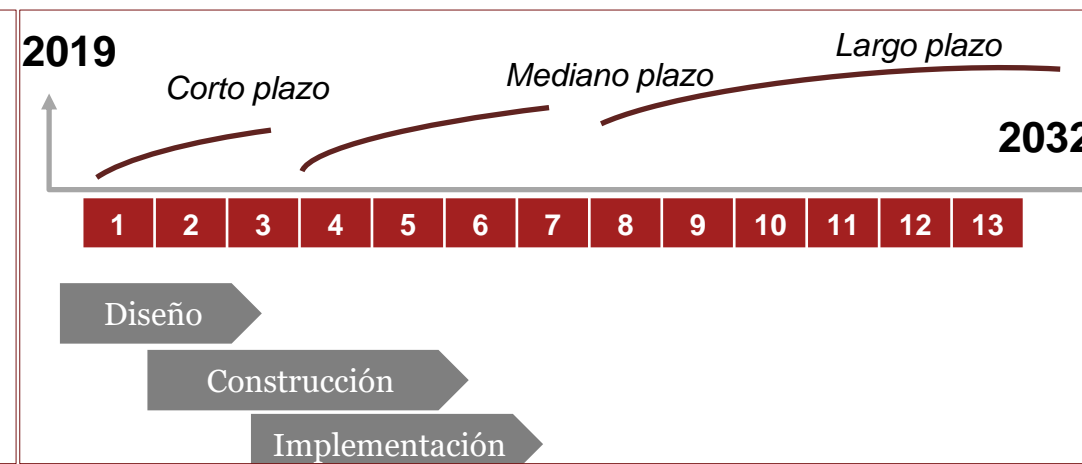 2019
Corto plazo
Mediano plazo
Largo plazo
2032
1 2 3 4 5 6 7 8 9 10 11 12 13
Diseño
Construcción
Implementación